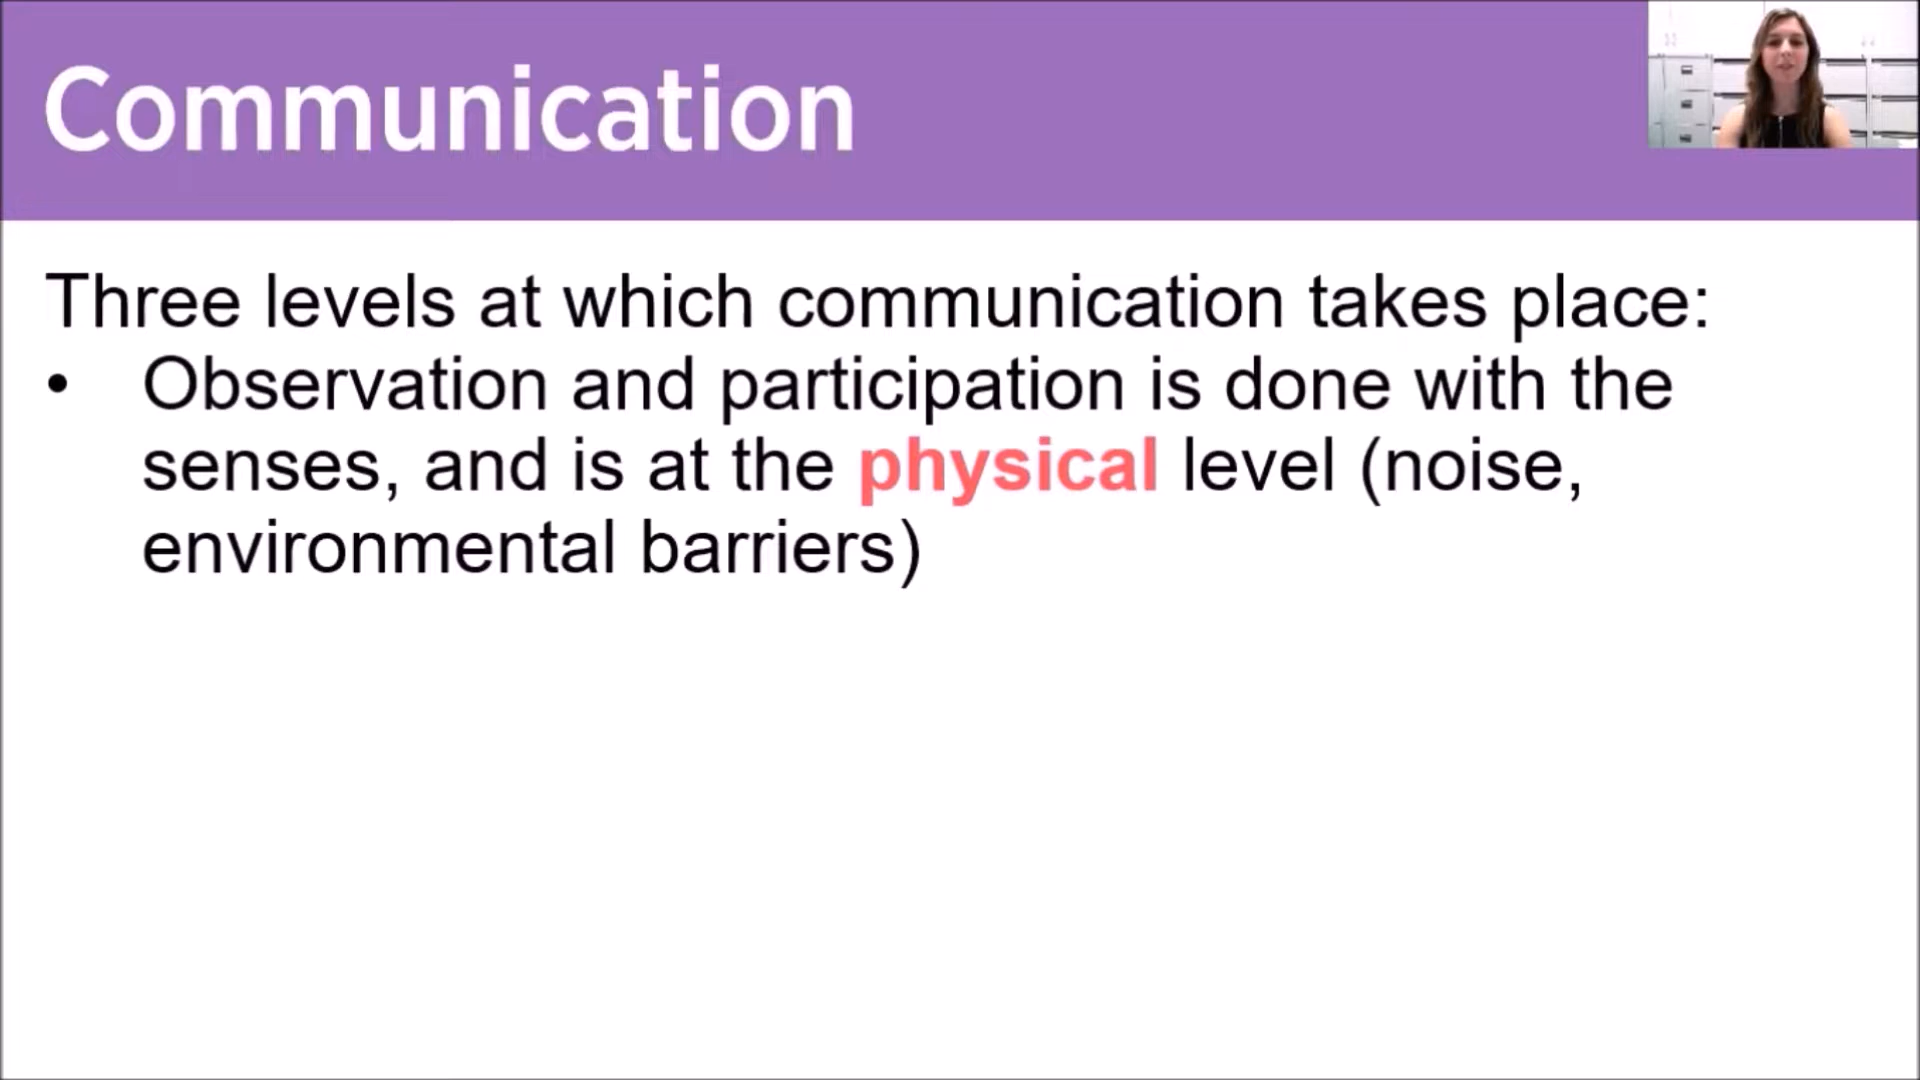 Communication
Three levels at which communication takes place:
• Observation and participation is done with the
senses, and is at the physical level (noise,
environmental barriers)